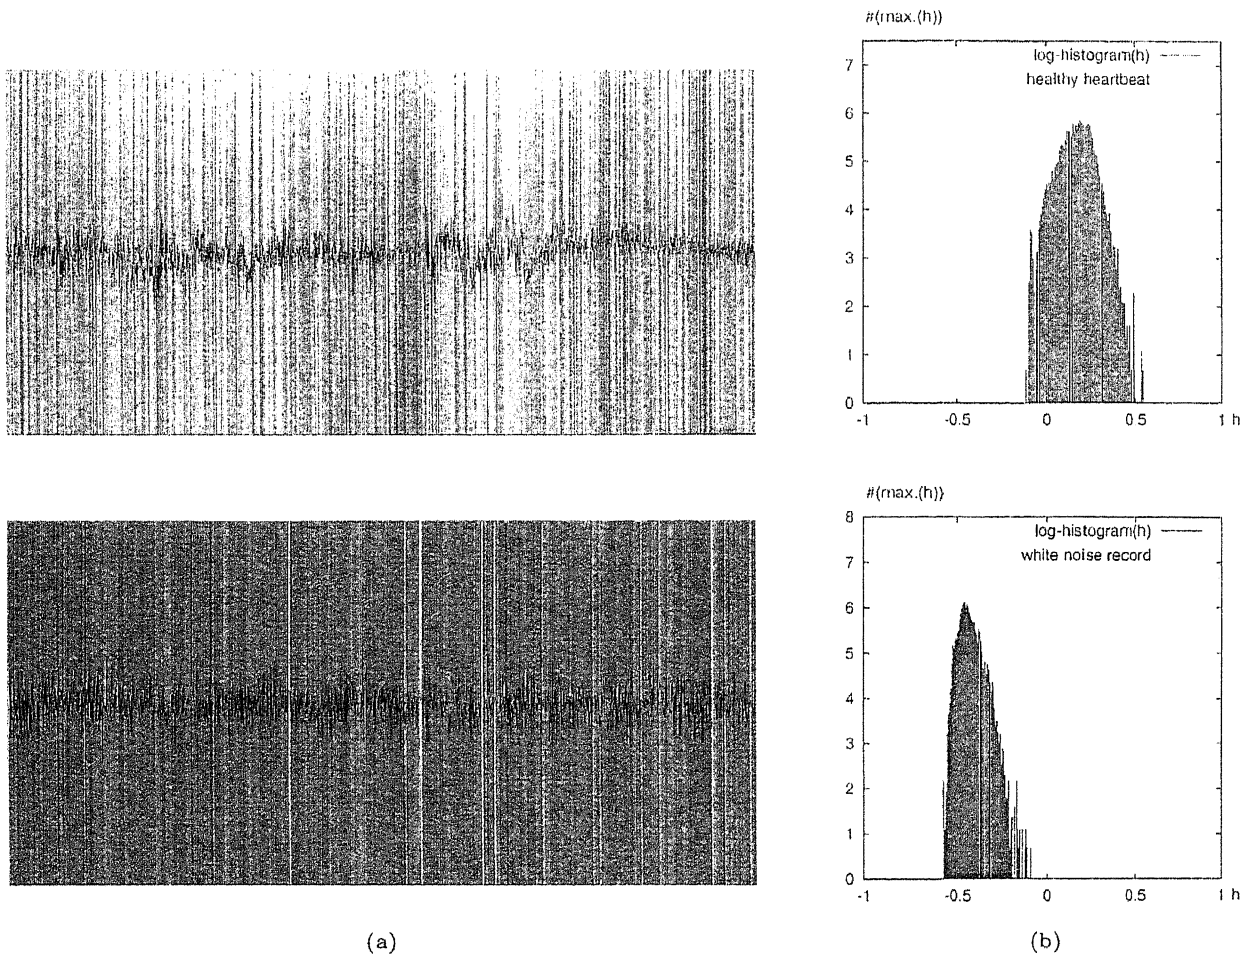 #(max.(h))
7
6
5
4
3
2
1
0
log-histogram(h)
healthy heartbeat
-1 -0.5 0 0.5 1 h
#(max.(h))
8
7
6
5
4
3
2
1
0
log-histogram(h)
white noise record
-1 -0.5 0 0.5 1 h
(a) (b)